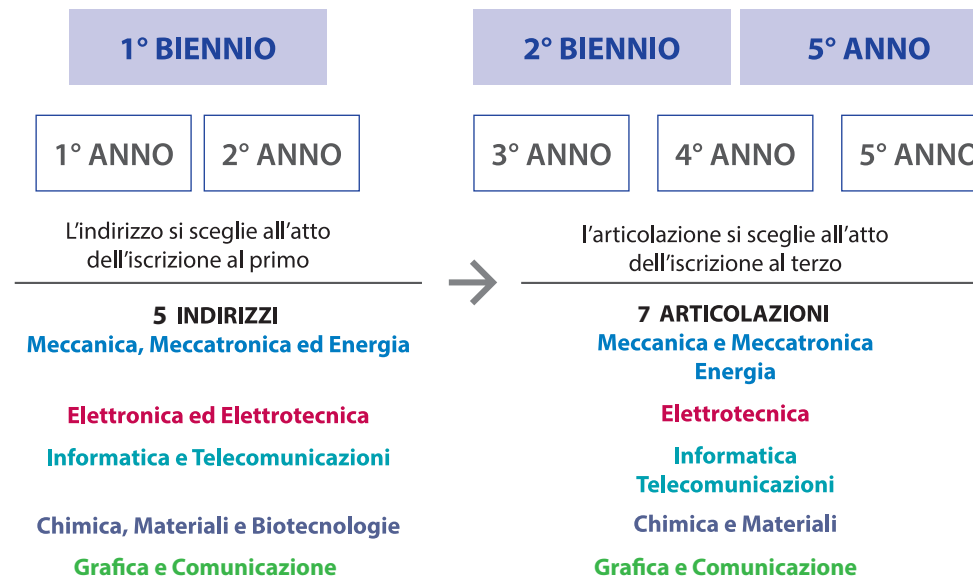 1° BIENNIO
2° BIENNIO
5° ANNO
1° ANNO
2° ANNO
3° ANNO
4° ANNO
5° ANNO
L'indirizzo si sceglie all'atto
dell'iscrizione al primo
5 INDIRIZZI
Meccanica, Meccatronica ed Energia
Elettronica ed Elettrotecnica
Informatica e Telecomunicazioni
Chimica, Materiali e Biotecnologie
Grafica e Comunicazione
l'articolazione si sceglie all'atto
dell'iscrizione al terzo
7 ARTICOLAZIONI
Meccanica e Meccatronica
Energia
Elettrotecnica
Informatica
Telecomunicazioni
Chimica e Materiali
Grafica e Comunicazione